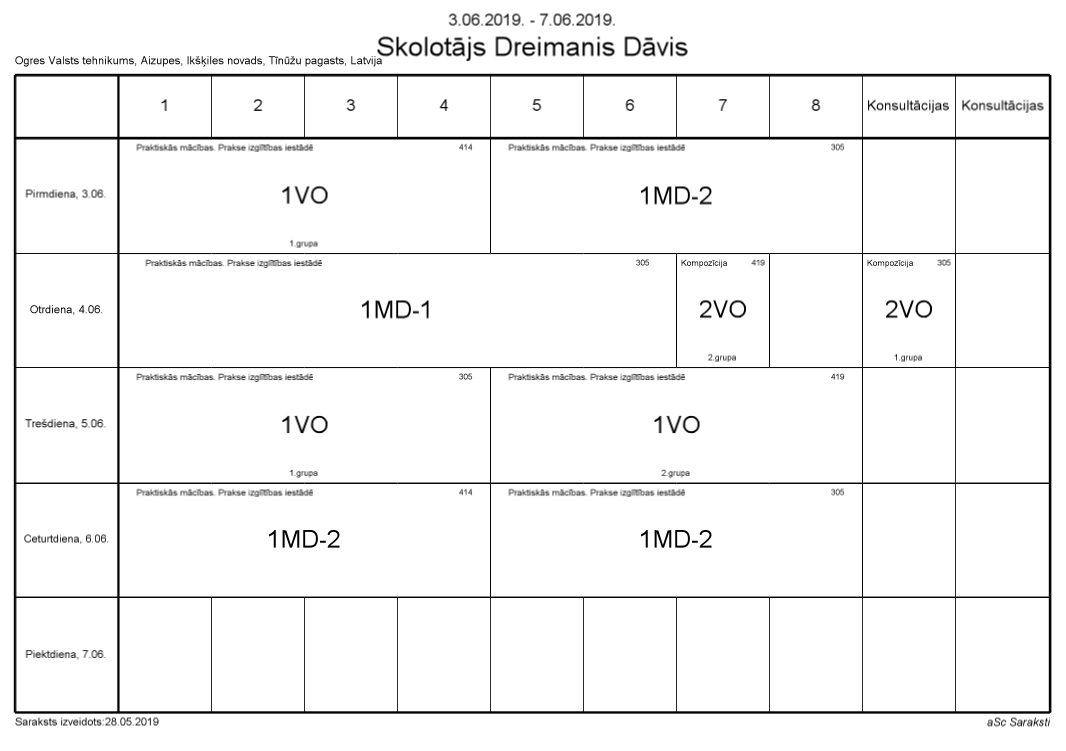 3.06.2019. - 7.06.2019.
Skolotājs Dreimanis Dāvis
Ogres Valsts tehnikums, Aizupes, Ikšķiles novads, Tīnūžu pagasts, Latvija
1 2 3 4 5 6 7 8 Konsultācijas Konsultācijas
Praktiskās mācības. Prakse izglītības iestādē 414 Praktiskās mācības. Prakse izglītības iestādē 305
Pirmdiena, 3.06. 1VO 1MD-2
1.grupa
Praktiskās mācības. Prakse izglītības iestādē 305 Kompozīcija 419 Kompozīcija 305
Otrdiena, 4.06. 1MD-1 2VO 2VO
2.grupa 1.grupa
Praktiskās mācības. Prakse izglītības iestādē 305 Praktiskās mācības. Prakse izglītības iestādē 419
Trešdiena, 5.06. 1VO 1VO
1.grupa 2.grupa
Praktiskās mācības. Prakse izglītības iestādē 414 Praktiskās mācības. Prakse izglītības iestādē 305
Ceturtdiena, 6.06. 1MD-2 1MD-2
Piektdiena, 7.06.
Saraksts izveidots:28.05.2019 aSc Saraksti